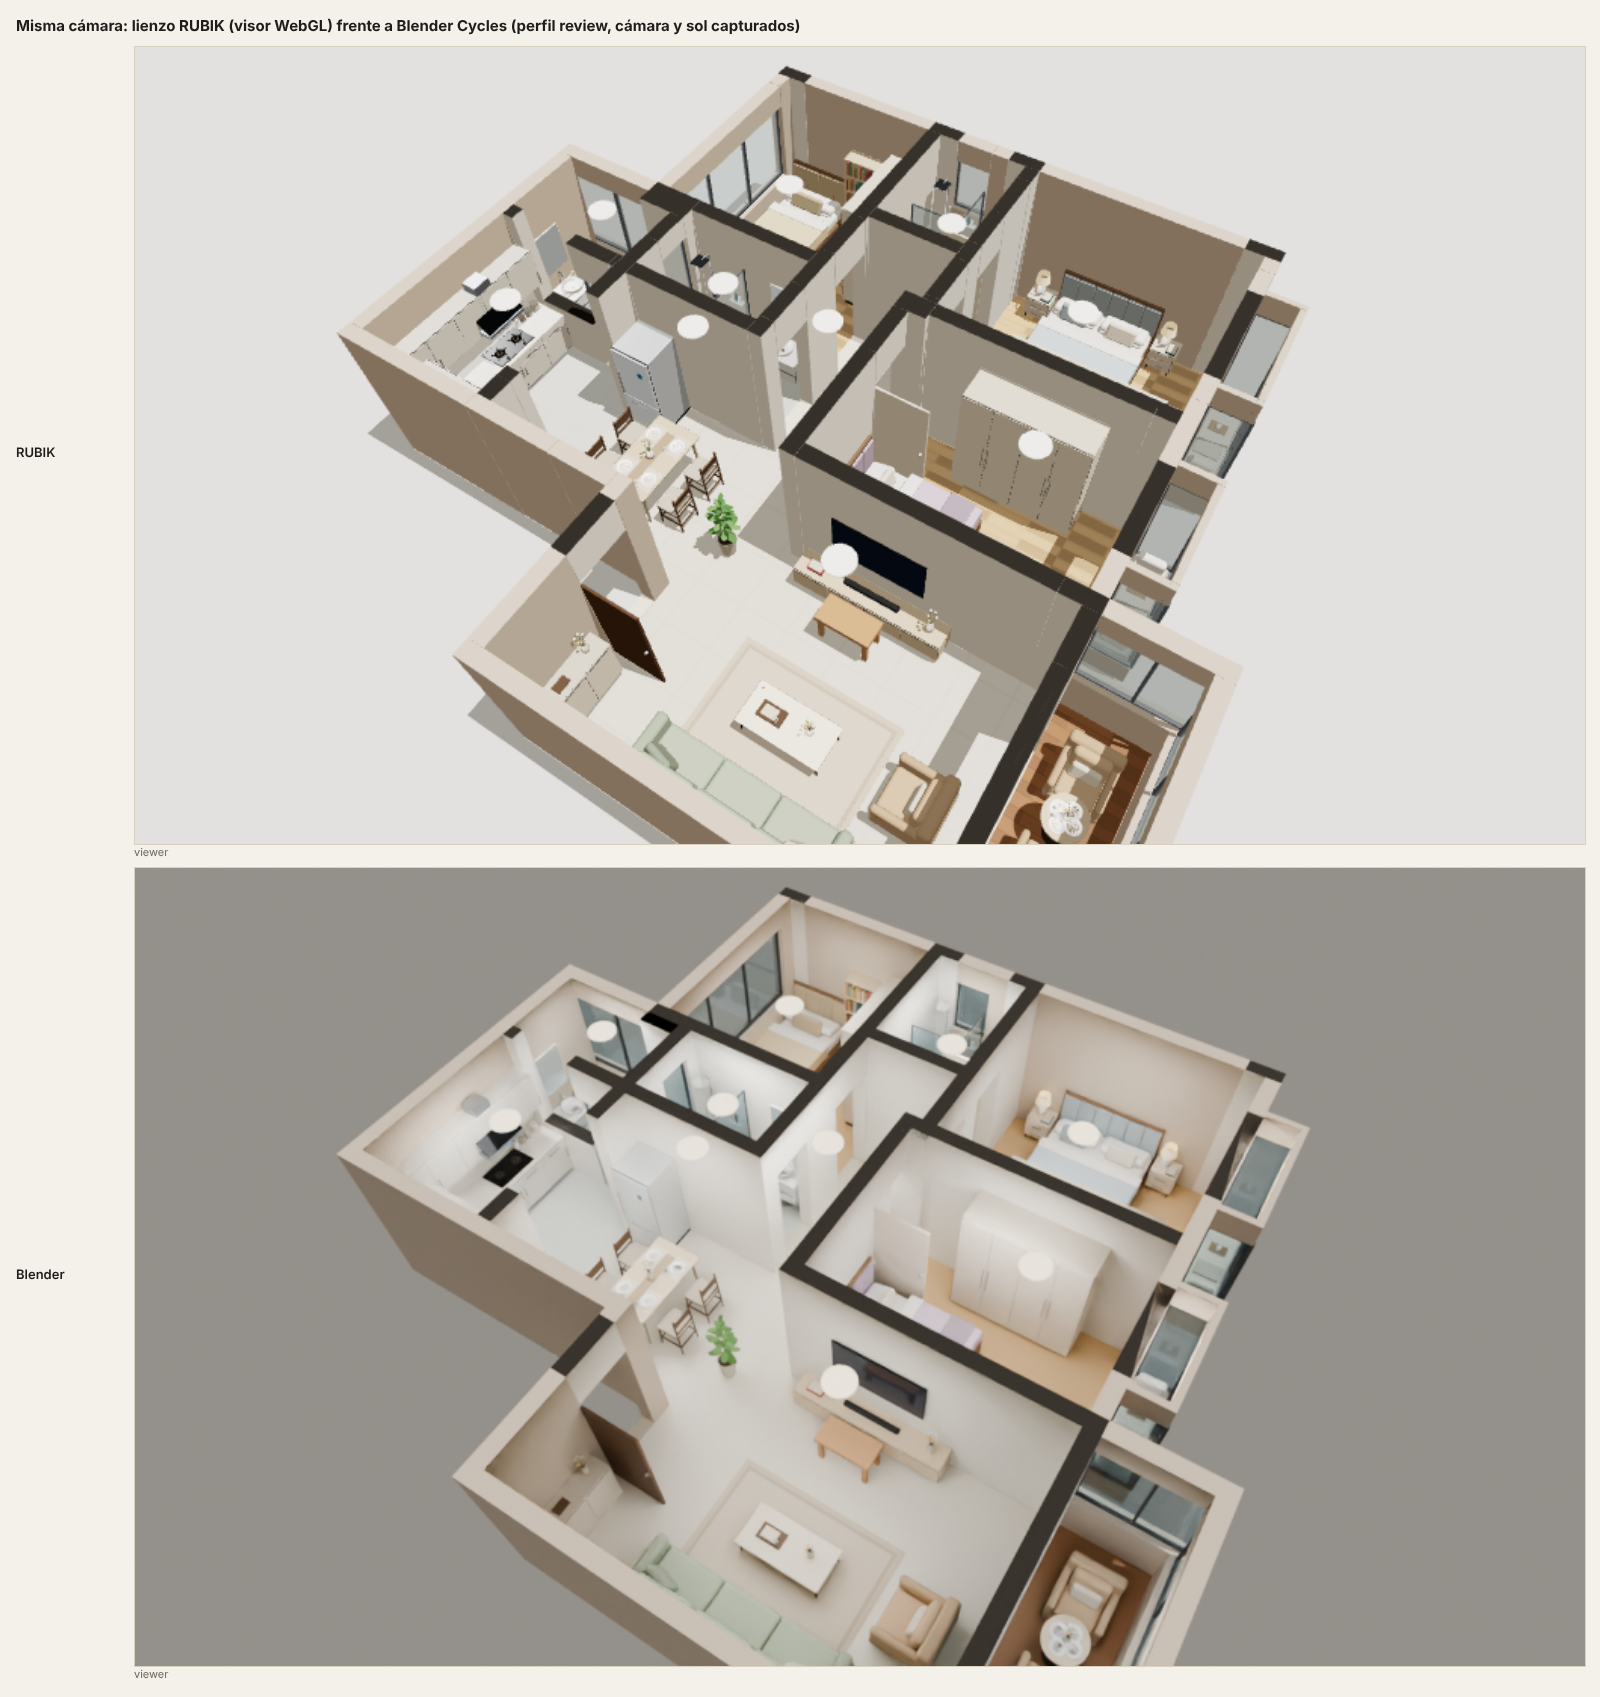 Misma cámara: lienzo RUBIK (visor WebGL) frente a Blender Cycles (perfil review, cámara y sol capturados)
RUBIK
viewer
Blender
viewer